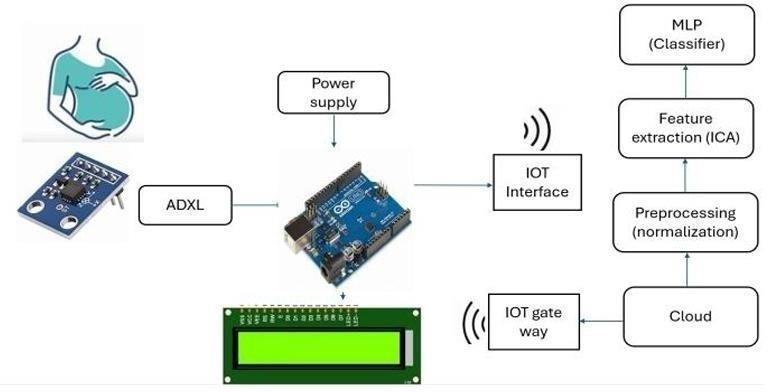 MLP
(Classifier)
Power
supply
Feature
extraction (ICA)
IOT
Interface
ADXL
Preprocessing
(normalization)
IOT gate
way
Cloud